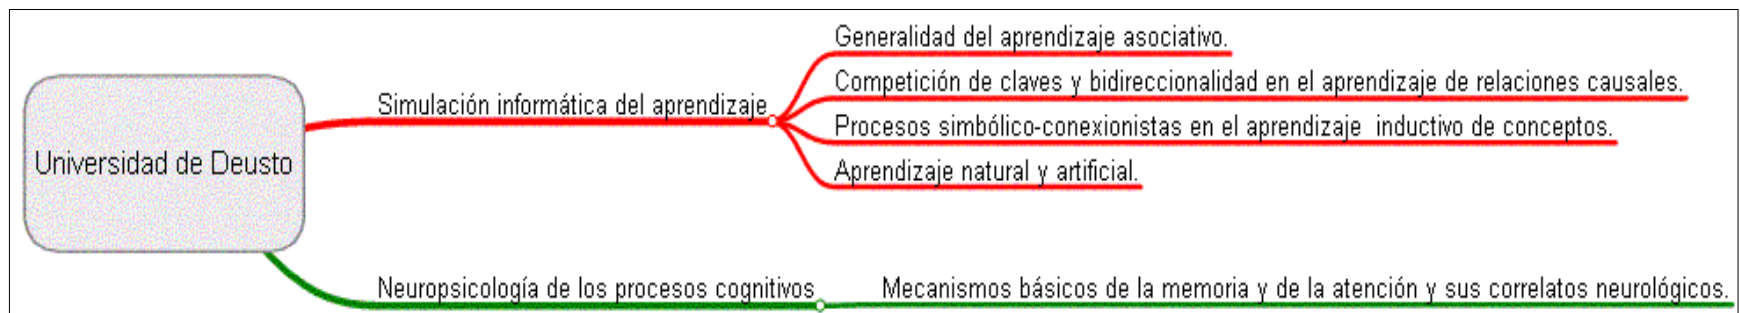 Universidad de Deusto
Simulación informática del aprendizaje
Generalidad del aprendizaje asociativo.
Competición de claves y bidireccionalidad en el aprendizaje de relaciones causales.
Procesos simbólico-conexionistas en el aprendizaje inductivo de conceptos.
Aprendizaje natural y artificial.
Neuropsicología de los procesos cognitivos
Mecanismos básicos de la memoria y de la atención y sus correlatos neurológicos.